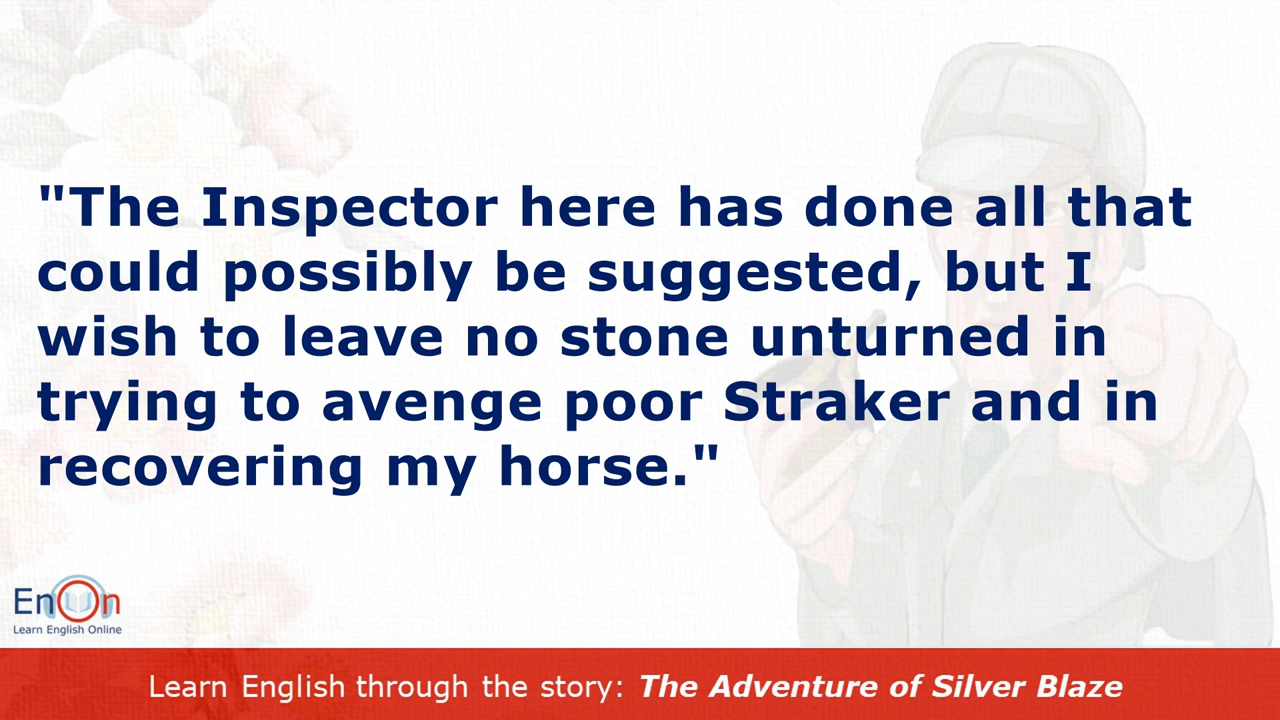 "The Inspector here has done all that
could possibly be suggested, but I
wish to leave no stone unturned in
trying to avenge poor Straker and in
recovering my horse."
EnOn
Learn English Online
Learn English through the story: The Adventure of Silver Blaze